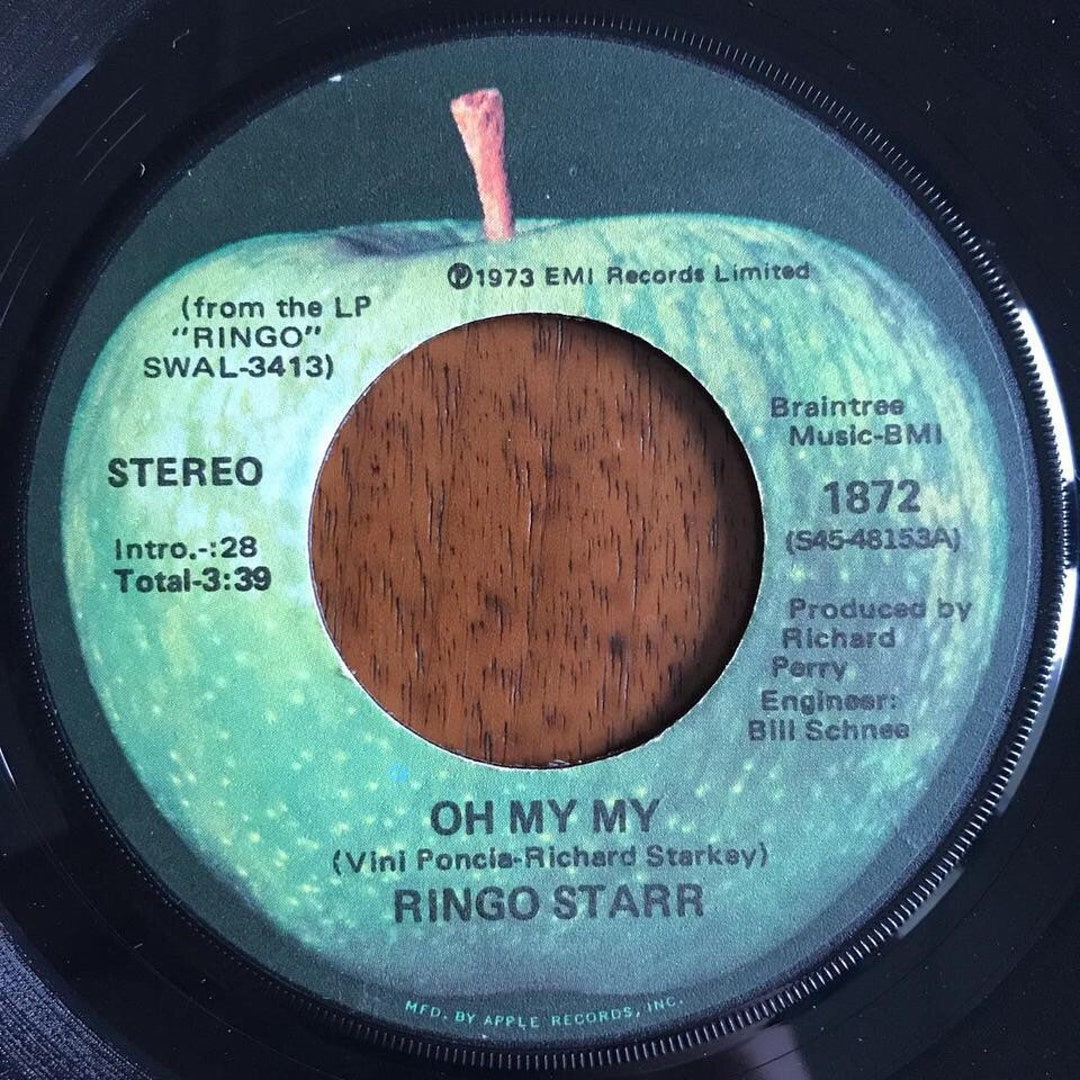 ℗1973 EMI Records Limited
(from the LP
"RINGO"
SWAL-3413)
STEREO
Intro.-:28
Total-3:39
Braintree
Music-BMI
1872
(S45-48153A)
Produced by
Richard
Perry
Engineer:
Bill Schnee
OH MY MY
(Vini Poncia-Richard Starkey)
RINGO STARR
MFD. BY APPLE RECORDS, INC.